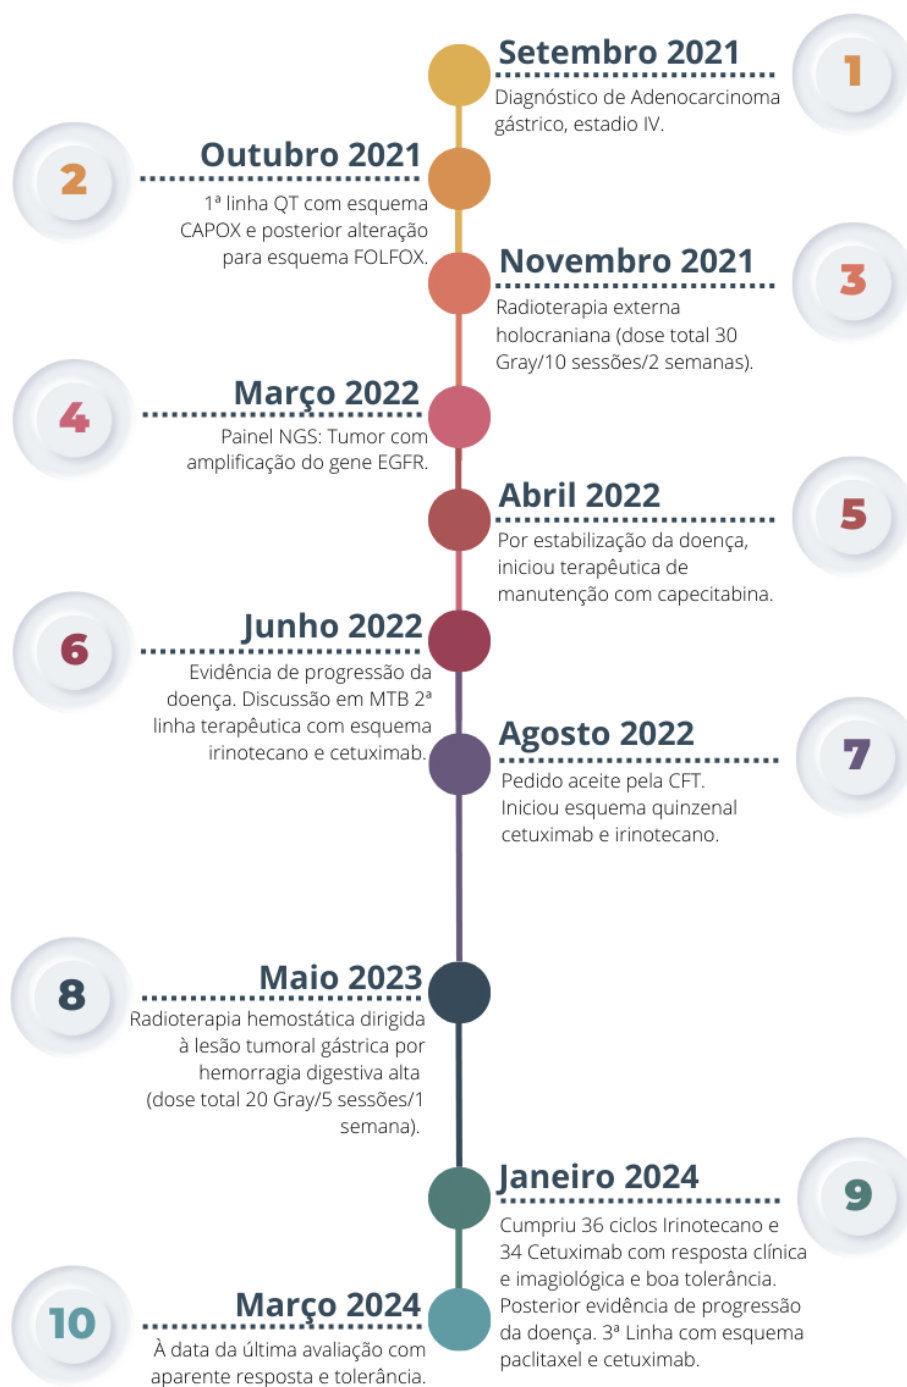 Setembro 2021
1
Diagnóstico de Adenocarcinoma
gástrico, estadio IV.
2
Outubro 2021
1ª linha QT com esquema
CAPOX e posterior alteração
para esquema FOLFOX.
Novembro 2021
3
Radioterapia externa
holocraniana (dose total 30
Gray/10 sessões/2 semanas).
4
Março 2022
Painel NGS: Tumor com
amplificação do gene EGFR.
Abril 2022
5
Por estabilização da doença,
iniciou terapêutica de
manutenção com capecitabina.
6
Junho 2022
Evidência de progressão da
doença. Discussão em MTB 2ª
linha terapêutica com esquema
irinotecano e cetuximab.
Agosto 2022
7
Pedido aceite pela CFT.
Iniciou esquema quinzenal
cetuximab e irinotecano.
8
Maio 2023
Radioterapia hemostática dirigida
à lesão tumoral gástrica por
hemorragia digestiva alta
(dose total 20 Gray/5 sessões/1
semana).
Janeiro 2024
9
Cumpriu 36 ciclos Irinotecano e
34 Cetuximab com resposta clínica
e imagiológica e boa tolerância.
Posterior evidência de progressão
da doença. 3ª Linha com esquema
paclitaxel e cetuximab.
10
Março 2024
À data da última avaliação com
aparente resposta e tolerância.